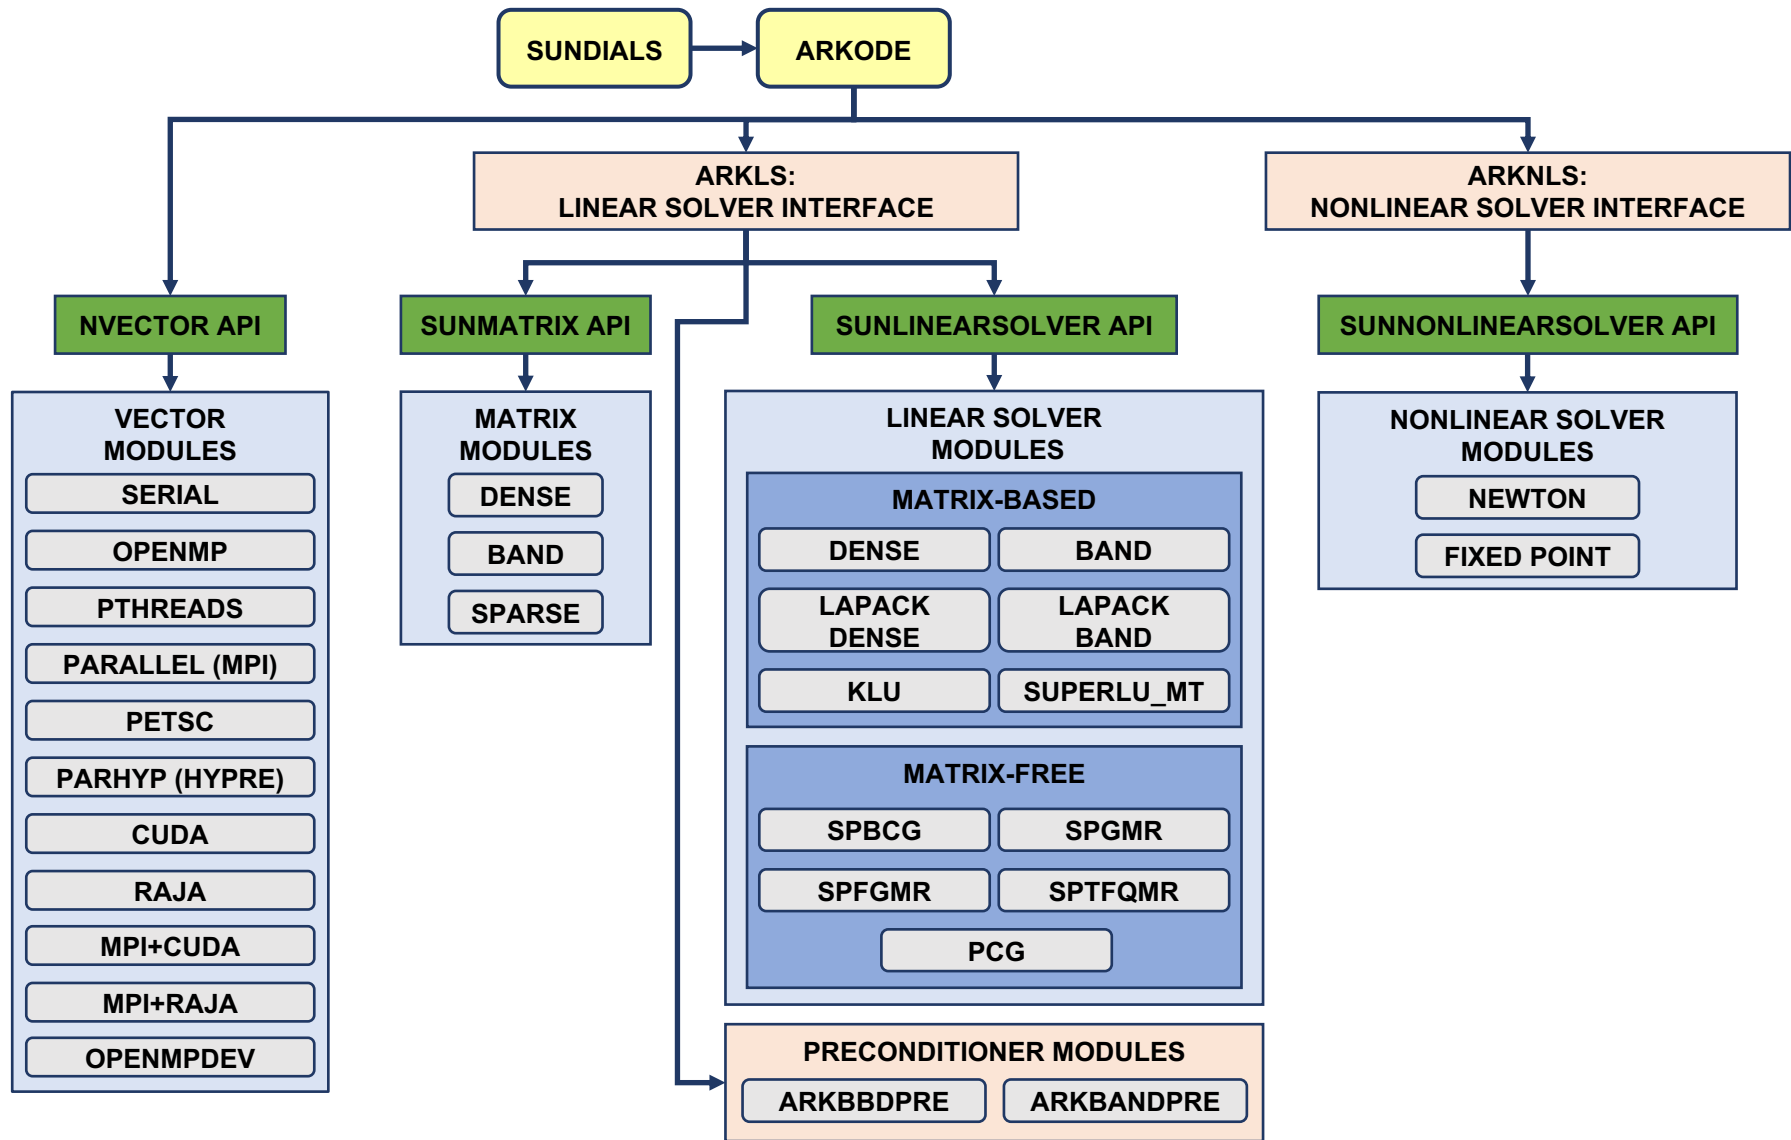 SUNDIALS
ARKODE
ARKLS:
LINEAR SOLVER INTERFACE
ARKNLS:
NONLINEAR SOLVER INTERFACE
NVECTOR API
SUNMATRIX API
SUNLINEARSOLVER API
SUNNONLINEARSOLVER API
VECTOR
MODULES
SERIAL
OPENMP
PTHREADS
PARALLEL (MPI)
PETSC
PARHYP (HYPRE)
CUDA
RAJA
MPI+CUDA
MPI+RAJA
OPENMPDEV
MATRIX
MODULES
DENSE
BAND
SPARSE
LINEAR SOLVER
MODULES
MATRIX-BASED
DENSE
BAND
LAPACK
DENSE
LAPACK
BAND
KLU
SUPERLU_MT
MATRIX-FREE
SPBCG
SPGMR
SPFGMR
SPTFQMR
PCG
PRECONDITIONER MODULES
ARKBBDPRE
ARKBANDPRE
NONLINEAR SOLVER
MODULES
NEWTON
FIXED POINT